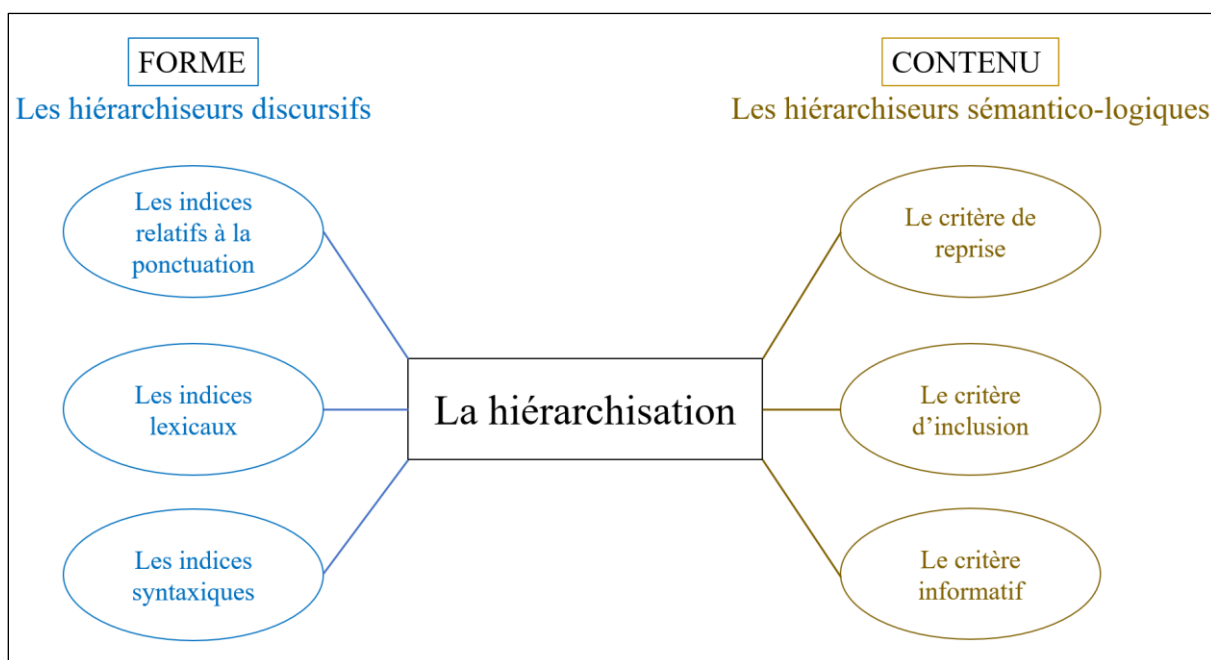 FORME
Les hiérarchiseurs discursifs
Les indices
relatifs à la
ponctuation
Les indices
lexicaux
Les indices
syntaxiques
La hiérarchisation
CONTENU
Les hiérarchiseurs sémantico-logiques
Le critère de
reprise
Le critère
d’inclusion
Le critère
informatif